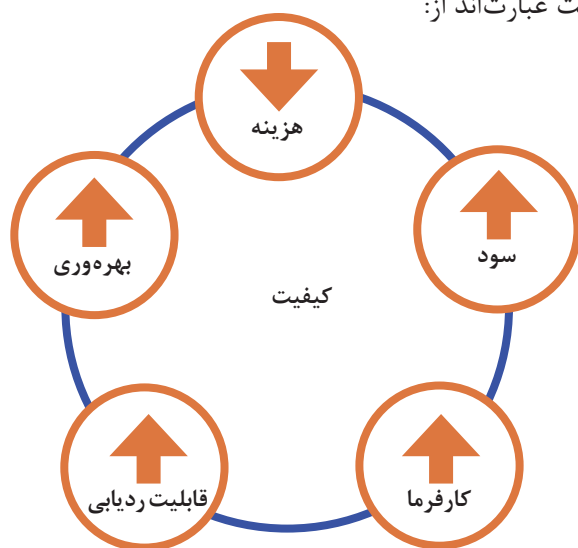 عبارت‌اند از:
هزینه
سود
بهره‌وری
کیفیت
کارفرما
قابلیت ردیابی